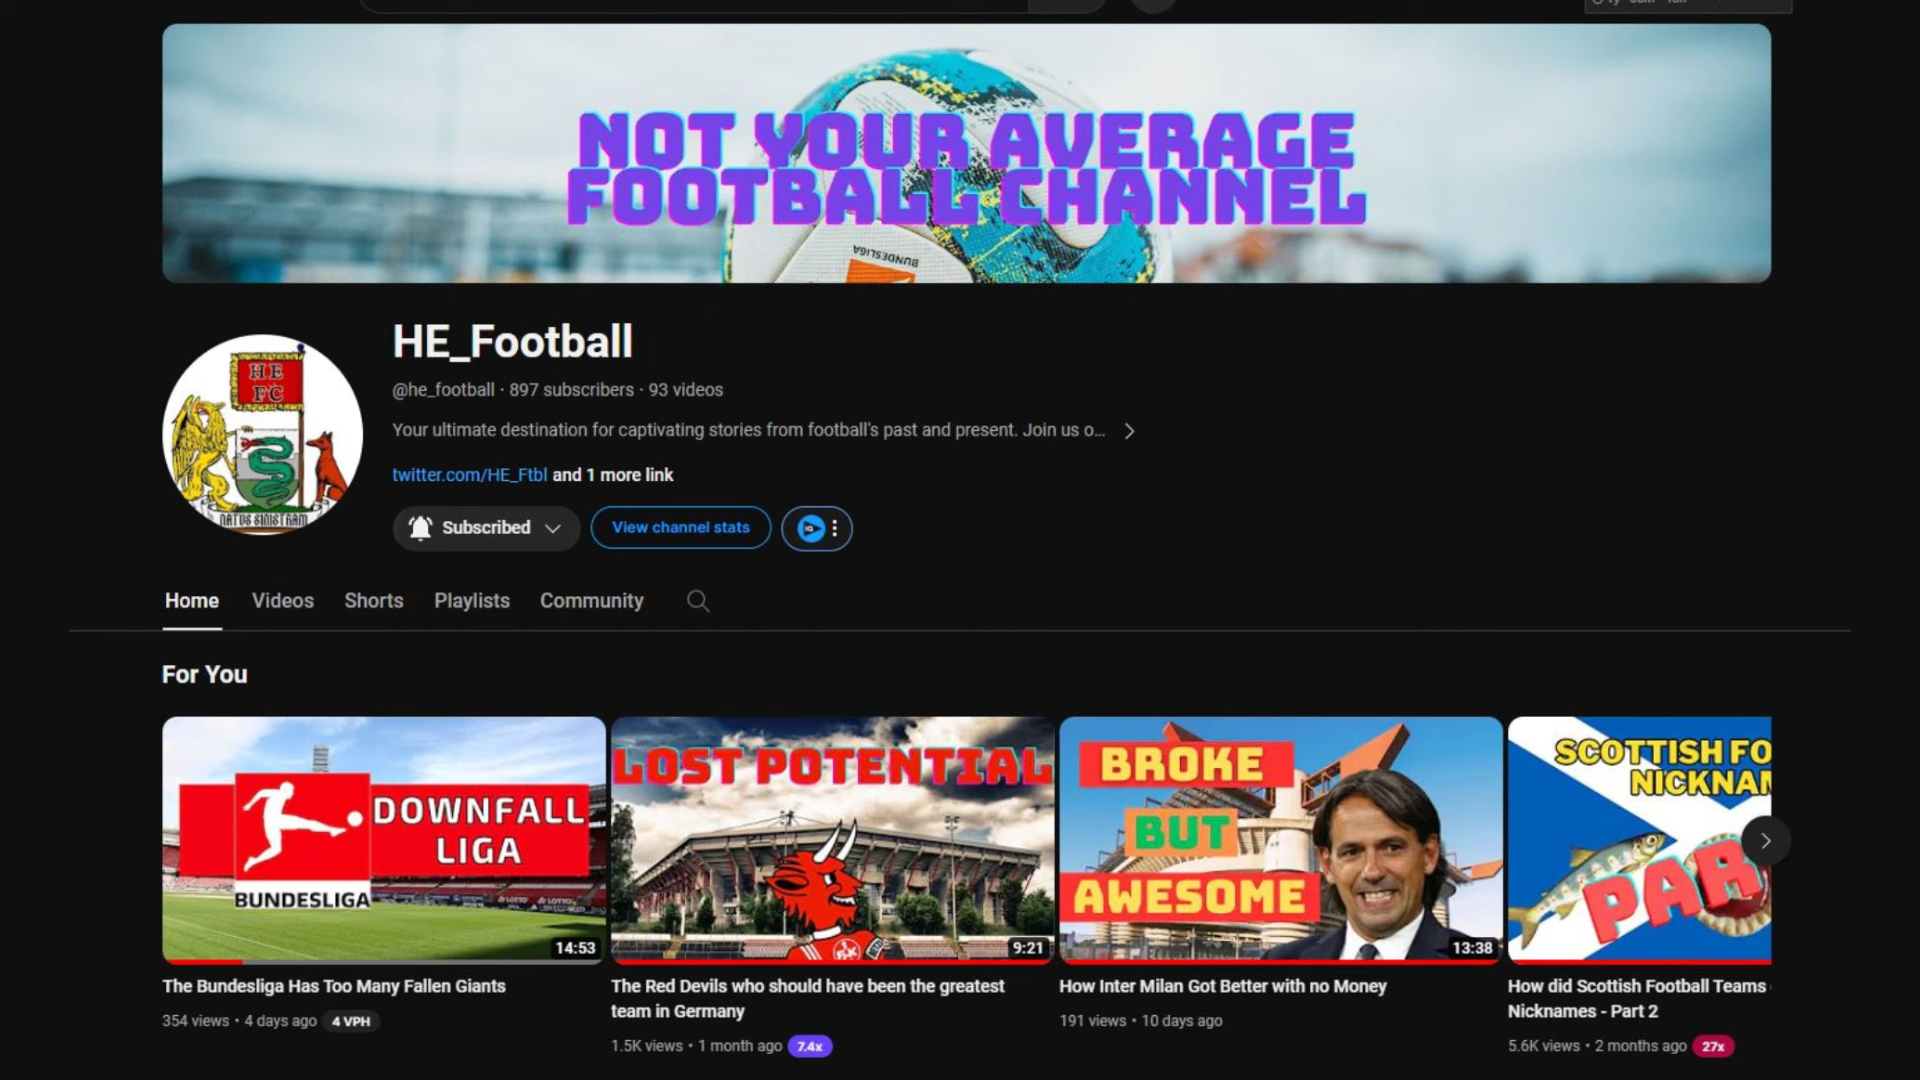 NOT YOUR AVERAGE
FOOTBALL CHANNEL
BUNDESLIGA
HE_Football
@he_football · 897 subscribers · 93 videos
Your ultimate destination for captivating stories from football's past and present. Join us o...
twitter.com/HE_Ftbl and 1 more link
HE
FC
NATUS SINISTRAM
Subscribed
View channel stats
IQ
Home
Videos
Shorts
Playlists
Community
For You
DOWNFALL
LIGA
BUNDESLIGA
LOTTO
LOTTO
14:53
LOST POTENTIAL
9:21
BROKE
BUT
AWESOME
13:38
SCOTTISH FO
NICKNAM
PAR
The Bundesliga Has Too Many Fallen Giants
354 views • 4 days ago 4 VPH
The Red Devils who should have been the greatest
team in Germany
1.5K views • 1 month ago 7.4x
How Inter Milan Got Better with no Money
191 views • 10 days ago
How did Scottish Football Teams
Nicknames - Part 2
5.6K views • 2 months ago 27x